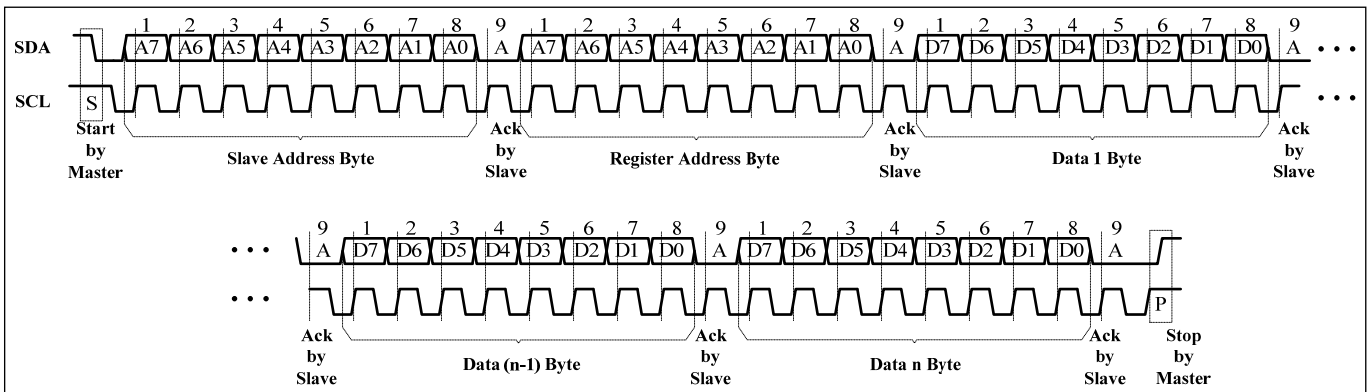 1 2 3 4 5 6 7 8 9 1 2 3 4 5 6 7 8 9 1 2 3 4 5 6 7 8 9
SDA A7 A6 A5 A4 A3 A2 A1 A0 A A7 A6 A5 A4 A3 A2 A1 A0 A D7 D6 D5 D4 D3 D2 D1 D0 A • • •
SCL S • • •
Start by Master
Slave Address Byte
Ack by Slave
Register Address Byte
Ack by Slave
Data 1 Byte
Ack by Slave
9 1 2 3 4 5 6 7 8 9 1 2 3 4 5 6 7 8 9
• • • A D7 D6 D5 D4 D3 D2 D1 D0 A D7 D6 D5 D4 D3 D2 D1 D0 A
• • • P
Ack by Slave
Data (n-1) Byte
Ack by Slave
Data n Byte
Ack by Slave
Stop by Master